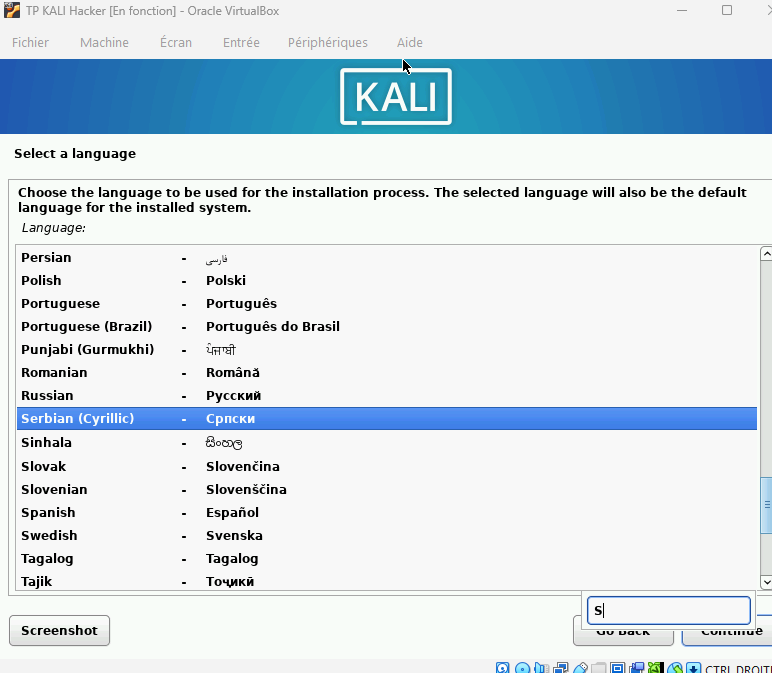 TP KALI Hacker [En fonction] - Oracle VirtualBox
Fichier Machine Écran Entrée Périphériques Aide
KALI
Select a language
Choose the language to be used for the installation process. The selected language will also be the default
language for the installed system.
Language:
Persian - فارسی
Polish - Polski
Portuguese - Português
Portuguese (Brazil) - Português do Brasil
Punjabi (Gurmukhi) - ਪੰਜਾਬੀ
Romanian - Română
Russian - Русский
Serbian (Cyrillic) - Српски
Sinhala - සිංහල
Slovak - Slovenčina
Slovenian - Slovenščina
Spanish - Español
Swedish - Svenska
Tagalog - Tagalog
Tajik - Тоҷикӣ
S
Screenshot Go Back Continue
CTRL DROITE